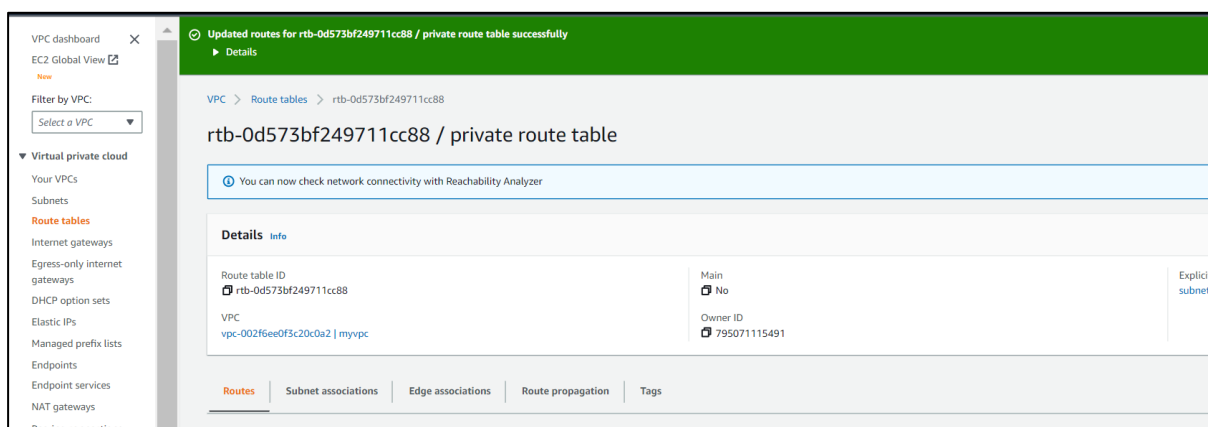 VPC dashboard
EC2 Global View
New
Filter by VPC:
Select a VPC
Virtual private cloud
Your VPCs
Subnets
Route tables
Internet gateways
Egress-only internet
gateways
DHCP option sets
Elastic IPs
Managed prefix lists
Endpoints
Endpoint services
NAT gateways
Updated routes for rtb-0d573bf249711cc88 / private route table successfully
Details
VPC > Route tables > rtb-0d573bf249711cc88
rtb-0d573bf249711cc88 / private route table
You can now check network connectivity with Reachability Analyzer
Details Info
Route table ID
rtb-0d573bf249711cc88
Main
No
Explici
subnet
VPC
vpc-002f6ee0f3c20c0a2 | myvpc
Owner ID
795071115491
Routes Subnet associations Edge associations Route propagation Tags